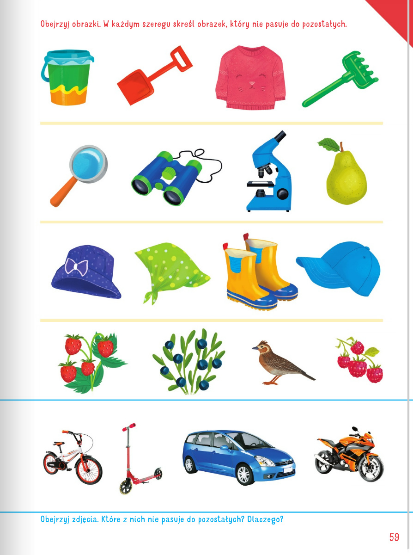 Obejrzyj obrazki. W każdym szeregu skreśl obrazek, który nie pasuje do pozostałych.
Obejrzyj zdjęcia. Które z nich nie pasuje do pozostałych? Dlaczego?
59